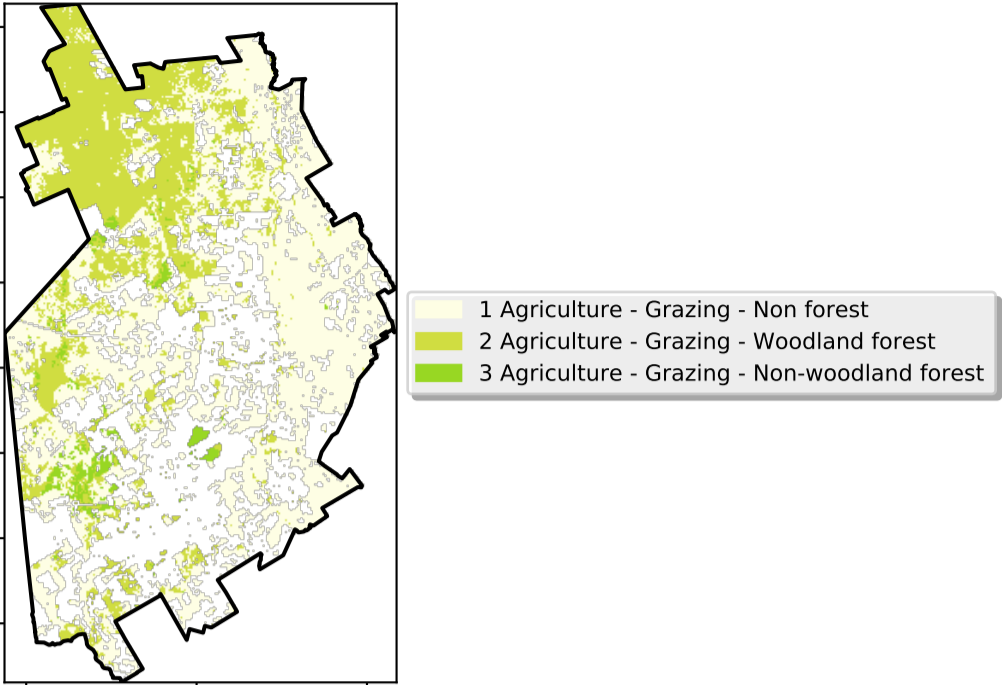 1 Agriculture - Grazing - Non forest
2 Agriculture - Grazing - Woodland forest
3 Agriculture - Grazing - Non-woodland forest